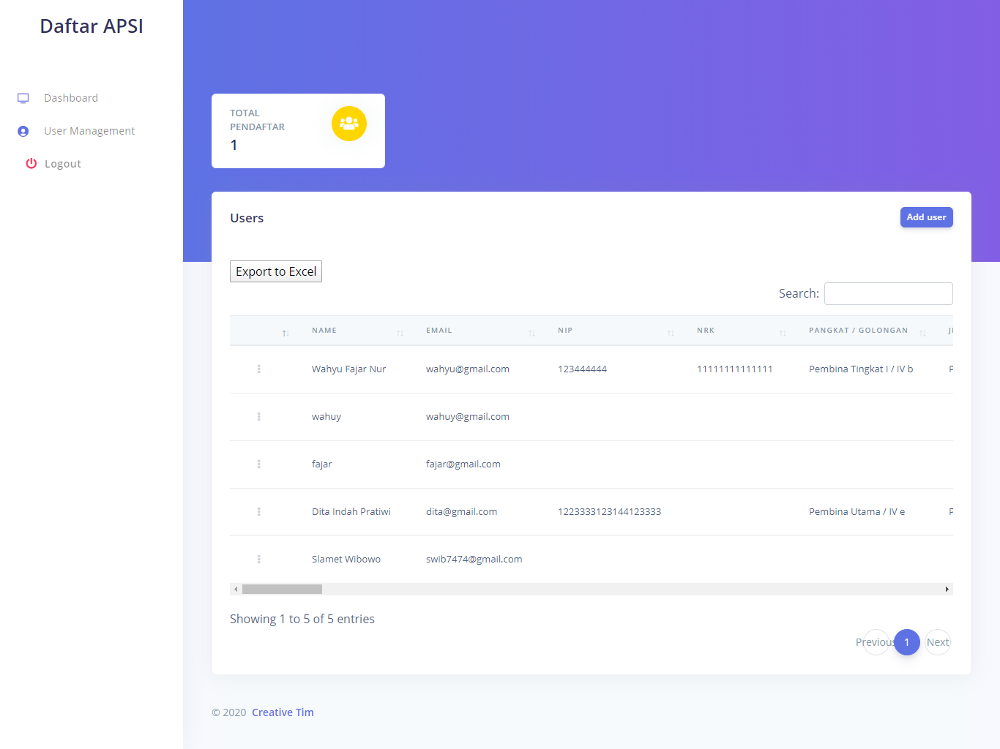 Daftar APSI
Dashboard
User Management
Logout
TOTAL
PENDAFTAR
1
Users
Add user
Export to Excel
Search:
NAME EMAIL NIP NRK PANGKAT / GOLONGAN
Wahyu Fajar Nur wahyu@gmail.com 123444444 11111111111111 Pembina Tingkat I / IV b P
wahuy wahuy@gmail.com
fajar fajar@gmail.com
Dita Indah Pratiwi dita@gmail.com 1223333123144123333 Pembina Utama / IV e P
Slamet Wibowo swib7474@gmail.com
Showing 1 to 5 of 5 entries
Previous 1 Next
© 2020 Creative Tim